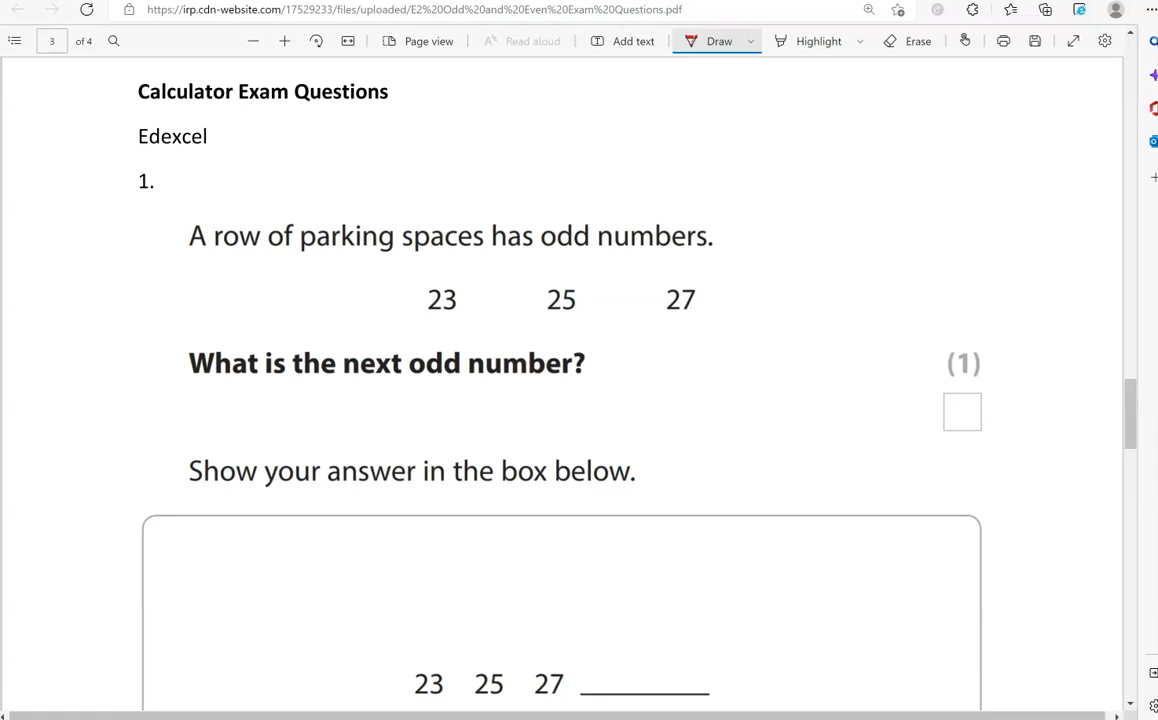 https://irp.cdn-website.com/17529233/files/uploaded/E2%20Odd%20and%20Even%20Exam%20Questions.pdf
3 of 4 Page view Read aloud Add text Draw Highlight Erase
Calculator Exam Questions
Edexcel
1.
A row of parking spaces has odd numbers.
23 25 27
What is the next odd number? (1)
Show your answer in the box below.
23 25 27 ________